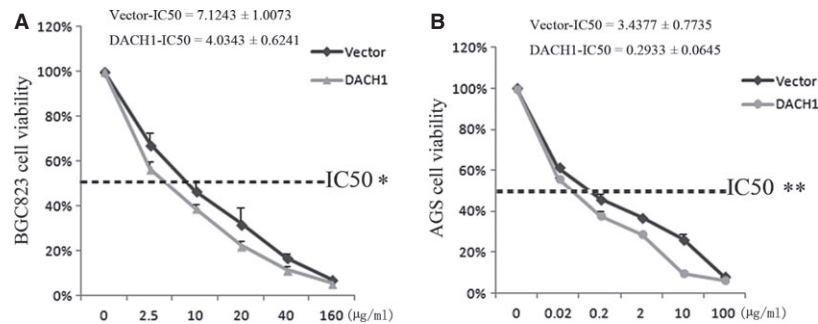 A
Vector-IC50 = 7.1243 ± 1.0073
DACH1-IC50 = 4.0343 ± 0.6241
BGC823 cell viability
120%
100%
80%
60%
40%
20%
0%
Vector
DACH1
IC50 *
0 2.5 10 20 40 160 (μg/ml)
B
Vector-IC50 = 3.4377 ± 0.7735
DACH1-IC50 = 0.2933 ± 0.0645
AGS cell viability
120%
100%
80%
60%
40%
20%
0%
Vector
DACH1
IC50 **
0 0.02 0.2 2 10 100 (μg/ml)